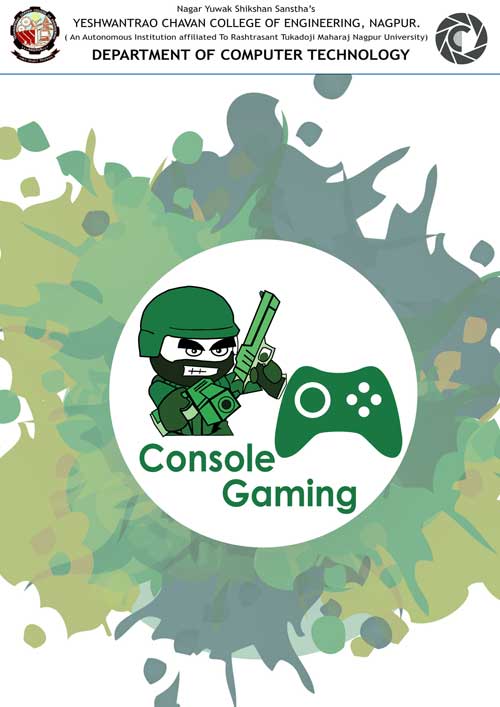 Nagar Yuwak Shikshan Sanstha's
YESHWANTRAO CHAVAN COLLEGE OF ENGINEERING, NAGPUR.
( An Autonomous Institution affiliated To Rashtrasant Tukadoji Maharaj Nagpur University)
DEPARTMENT OF COMPUTER TECHNOLOGY
Console
Gaming